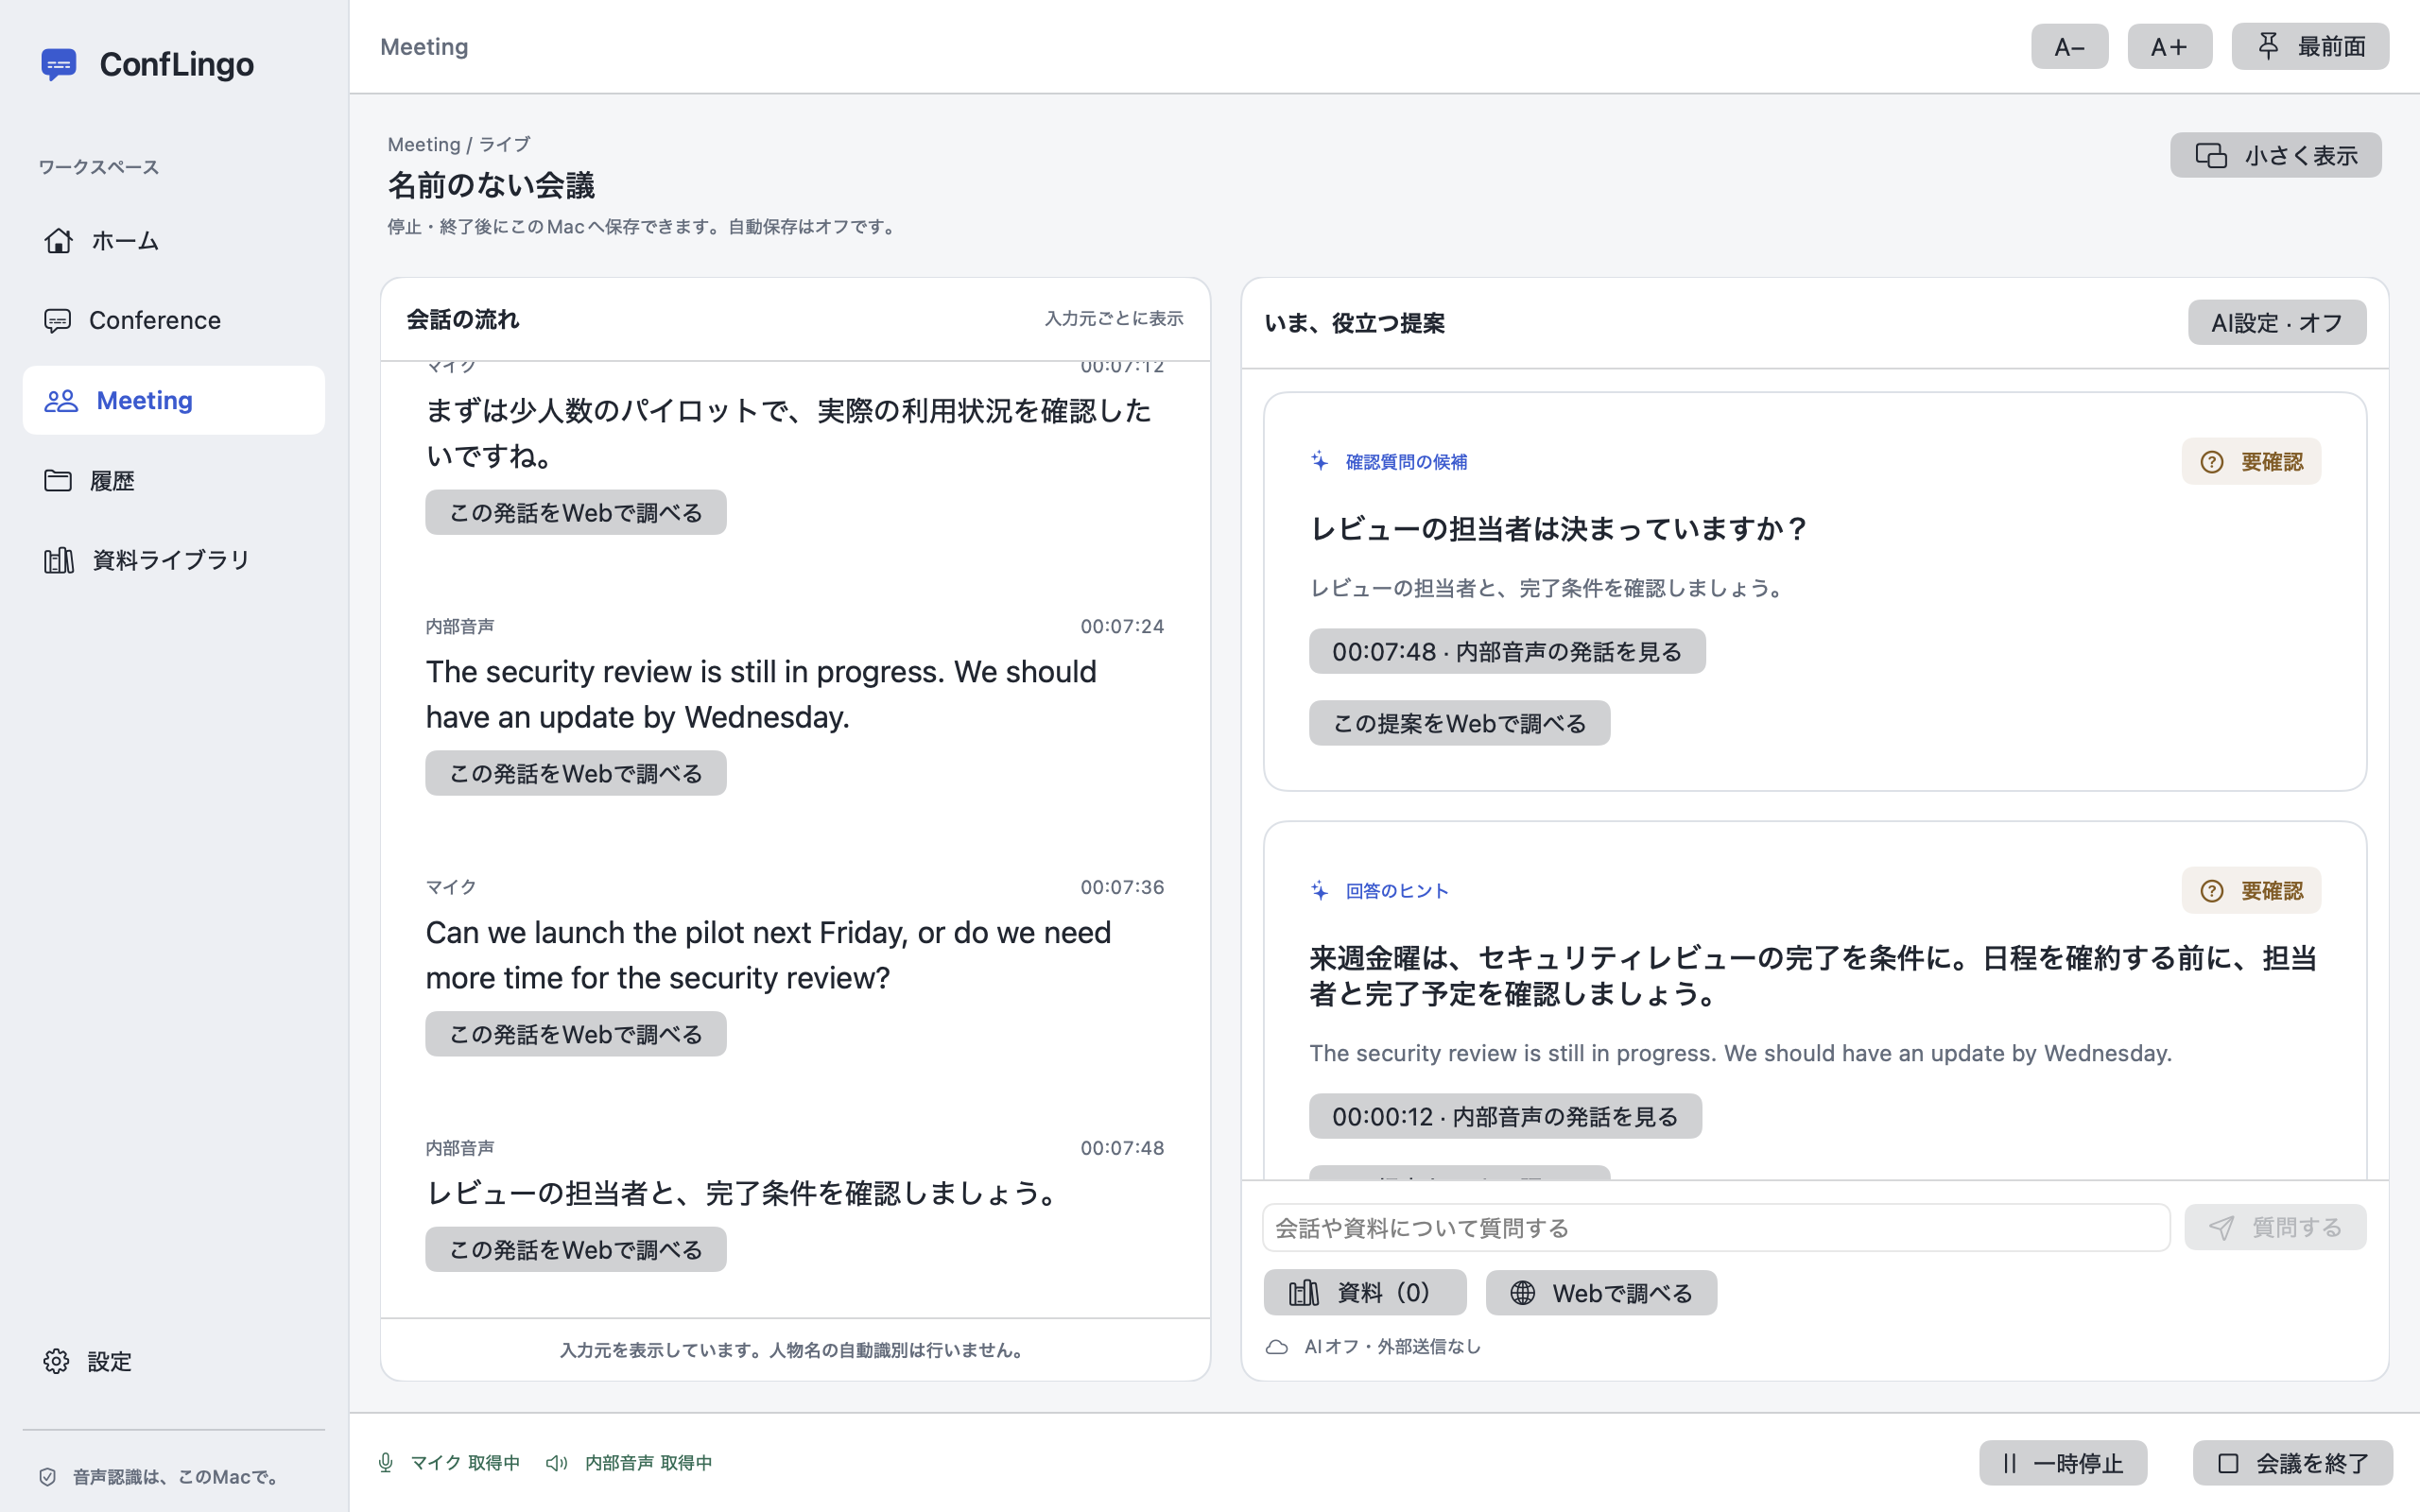 ConfLingo
ワークスペース
ホーム
Conference
Meeting
履歴
資料ライブラリ
設定
音声認識は、このMacで。
Meeting
A−
A+
最前面
Meeting / ライブ
名前のない会議
停止・終了後にこのMacへ保存できます。自動保存はオフです。
小さく表示
会話の流れ
入力元ごとに表示
マイク
00:07:12
まずは少人数のパイロットで、実際の利用状況を確認した
いですね。
この発話をWebで調べる
内部音声
00:07:24
The security review is still in progress. We should
have an update by Wednesday.
この発話をWebで調べる
マイク
00:07:36
Can we launch the pilot next Friday, or do we need
more time for the security review?
この発話をWebで調べる
内部音声
00:07:48
レビューの担当者と、完了条件を確認しましょう。
この発話をWebで調べる
入力元を表示しています。人物名の自動識別は行いません。
いま、役立つ提案
AI設定 · オフ
確認質問の候補
要確認
レビューの担当者は決まっていますか？
レビューの担当者と、完了条件を確認しましょう。
00:07:48 · 内部音声の発話を見る
この提案をWebで調べる
回答のヒント
要確認
来週金曜は、セキュリティレビューの完了を条件に。日程を確約する前に、担当
者と完了予定を確認しましょう。
The security review is still in progress. We should have an update by Wednesday.
00:00:12 · 内部音声の発話を見る
会話や資料について質問する
質問する
資料（0）
Webで調べる
AIオフ・外部送信なし
マイク 取得中
内部音声 取得中
一時停止
会議を終了